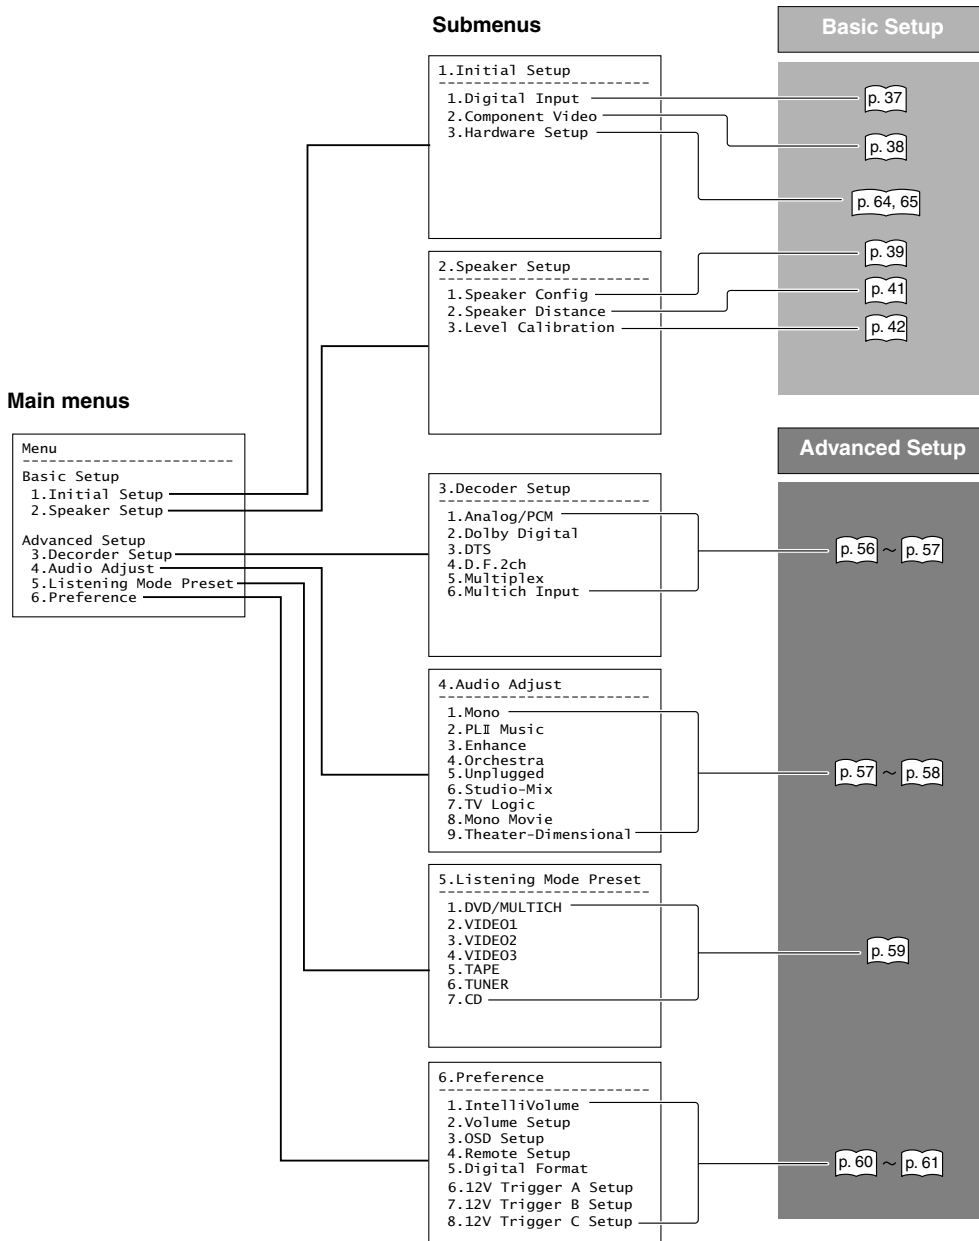 Submenus
Basic Setup
1.Initial Setup
1.Digital Input
2.Component Video
3.Hardware Setup
p. 37
p. 38
p. 64, 65
2.Speaker Setup
1.Speaker Config
2.Speaker Distance
3.Level Calibration
p. 39
p. 41
p. 42
Main menus
Menu
Basic Setup
1.Initial Setup
2.Speaker Setup
Advanced Setup
3.Decorder Setup
4.Audio Adjust
5.Listening Mode Preset
6.Preference
Advanced Setup
3.Decoder Setup
1.Analog/PCM
2.Dolby Digital
3.DTS
4.D.F.2ch
5.Multiplex
6.Multich Input
p. 56 ~ p. 57
4.Audio Adjust
1.Mono
2.PLⅡ Music
3.Enhance
4.Orchestra
5.Unplugged
6.Studio-Mix
7.TV Logic
8.Mono Movie
9.Theater-Dimensional
p. 57 ~ p. 58
5.Listening Mode Preset
1.DVD/MULTICH
2.VIDEO1
3.VIDEO2
4.VIDEO3
5.TAPE
6.TUNER
7.CD
p. 59
6.Preference
1.IntelliVolume
2.Volume Setup
3.OSD Setup
4.Remote Setup
5.Digital Format
6.12V Trigger A Setup
7.12V Trigger B Setup
8.12V Trigger C Setup
p. 60 ~ p. 61